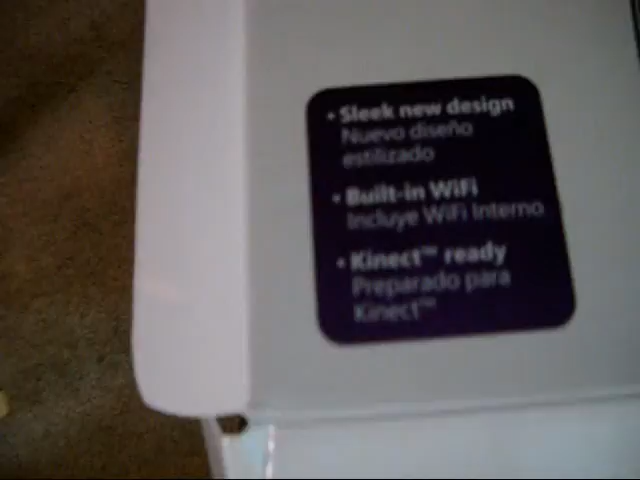 • Sleek new design
Nuevo diseño
estilizado
• Built-in WiFi
Incluye WiFi Interno
• Kinect™ ready
Preparado para
Kinect™